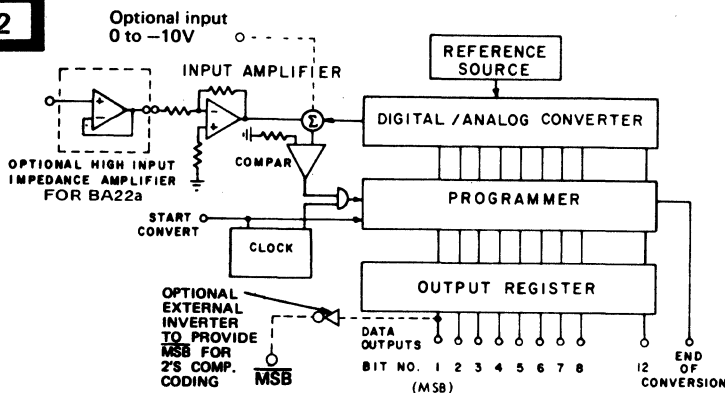 2
Optional input
0 to −10V
INPUT AMPLIFIER
REFERENCE
SOURCE
+
−
−
+
Σ
DIGITAL / ANALOG CONVERTER
OPTIONAL HIGH INPUT
IMPEDANCE AMPLIFIER
FOR BA22a
COMPAR
PROGRAMMER
START
CONVERT
CLOCK
OUTPUT REGISTER
OPTIONAL
EXTERNAL
INVERTER
TO PROVIDE
MSB FOR
2'S COMP.
CODING
MSB
DATA
OUTPUTS
BIT NO. 1 2 3 4 5 6 7 8 12
(MSB)
END
OF
CONVERSION